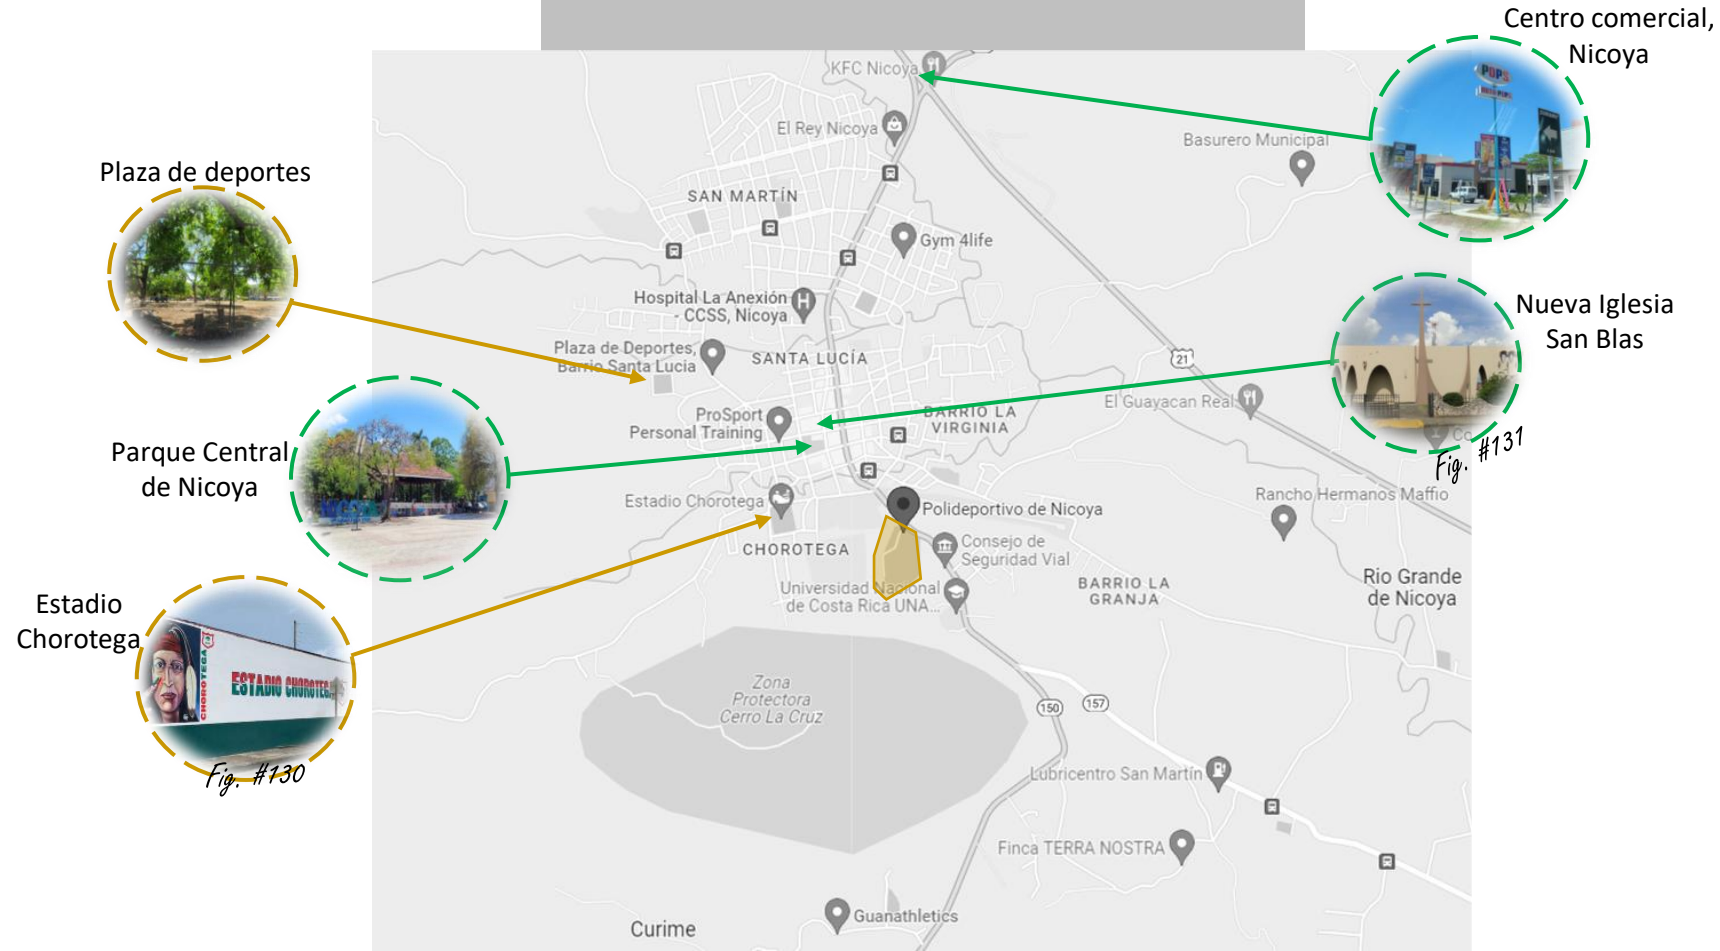 Centro comercial,
Nicoya
POPS
KFC Nicoya
El Rey Nicoya
Basurero Municipal
Plaza de deportes
SAN MARTÍN
Gym 4life
Hospital La Anexión
- CCSS, Nicoya
Nueva Iglesia
San Blas
Plaza de Deportes,
Barrio Santa Lucía
SANTA LUCÍA
21
El Guayacan Real
ProSport
Personal Training
BARRIO LA
VIRGINIA
Co
Fig. #131
Parque Central
de Nicoya
Estadio Chorotega
Polideportivo de Nicoya
Rancho Hermanos Maffio
CHOROTEGA
Consejo de
Seguridad Vial
Universidad Nacional
de Costa Rica UNA...
BARRIO LA
GRANJA
Rio Grande
de Nicoya
Estadio
Chorotega
CHOROTEGA
ESTADIO CHOROTEG
Fig. #130
Zona
Protectora
Cerro La Cruz
150
157
Lubricentro San Martín
Finca TERRA NOSTRA
Guanathletics
Curime